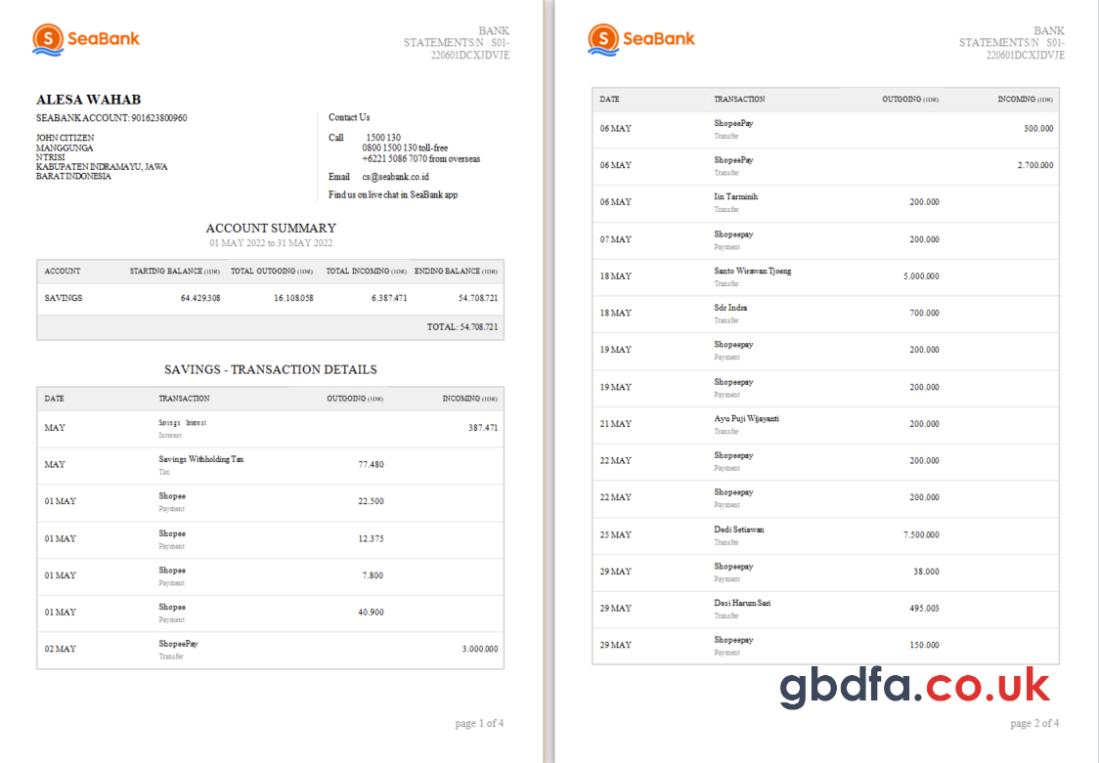 SeaBank
BANK
STATEMENTS/N S01-
220601DCXJDVJE
ALESA WAHAB
SEABANK ACCOUNT: 901623800960
JOHN CITIZEN
MANGGUNGA
NTRISI
KABUPATEN INDRAMAYU, JAWA
BARAT INDONESIA
Contact Us
Call 1500 130
0800 1500 130 toll-free
+6221 5086 7070 from overseas
Email cs@seabank.co.id
Find us on live chat in SeaBank app
ACCOUNT SUMMARY
01 MAY 2022 to 31 MAY 2022
ACCOUNT STARTING BALANCE (IDR) TOTAL OUTGOING (IDR) TOTAL INCOMING (IDR) ENDING BALANCE (IDR)
SAVINGS 64.429.308 16.108.058 6.387.471 54.708.721
TOTAL: 54.708.721
SAVINGS - TRANSACTION DETAILS
DATE TRANSACTION OUTGOING (IDR) INCOMING (IDR)
MAY Savings Interest 387.471
Interest
MAY Savings Withholding Tax 77.480
Tax
01 MAY Shopee 22.500
Payment
01 MAY Shopee 12.375
Payment
01 MAY Shopee 7.800
Payment
01 MAY Shopee 40.900
Payment
02 MAY ShopeePay 3.000.000
Transfer
page 1 of 4
SeaBank
BANK
STATEMENTS/N S01-
220601DCXJDVJE
DATE TRANSACTION OUTGOING (IDR) INCOMING (IDR)
06 MAY ShopeePay 300.000
Transfer
06 MAY ShopeePay 2.700.000
Transfer
06 MAY Iin Tarminih 200.000
Transfer
07 MAY Shopeepay 200.000
Payment
18 MAY Santo Wirawan Tjoeng 5.000.000
Transfer
18 MAY Sdr Indra 700.000
Transfer
19 MAY Shopeepay 200.000
Payment
19 MAY Shopeepay 200.000
Payment
21 MAY Ayu Puji Wijayanti 200.000
Transfer
22 MAY Shopeepay 200.000
Payment
22 MAY Shopeepay 200.000
Payment
25 MAY Dedi Setiawan 7.500.000
Transfer
29 MAY Shopeepay 38.000
Payment
29 MAY Desi Harum Sari 495.003
Transfer
29 MAY Shopeepay 150.000
Payment
gbdfa.co.uk
page 2 of 4